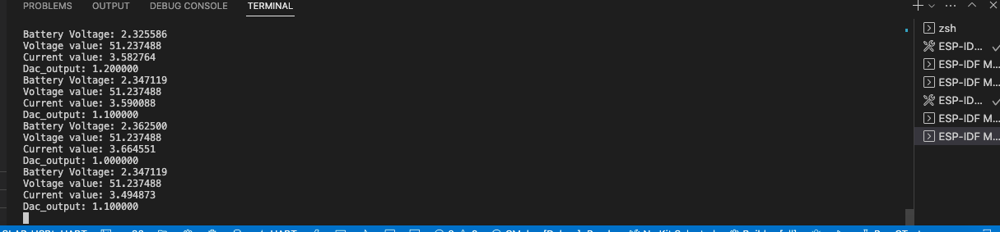 PROBLEMS OUTPUT DEBUG CONSOLE TERMINAL
Battery Voltage: 2.325586
Voltage value: 51.237488
Current value: 3.582764
Dac_output: 1.200000
Battery Voltage: 2.347119
Voltage value: 51.237488
Current value: 3.590088
Dac_output: 1.100000
Battery Voltage: 2.362500
Voltage value: 51.237488
Current value: 3.664551
Dac_output: 1.000000
Battery Voltage: 2.347119
Voltage value: 51.237488
Current value: 3.494873
Dac_output: 1.100000
zsh
ESP-ID...
ESP-IDF M...
ESP-IDF M...
ESP-ID...
ESP-IDF M...
ESP-IDF M...